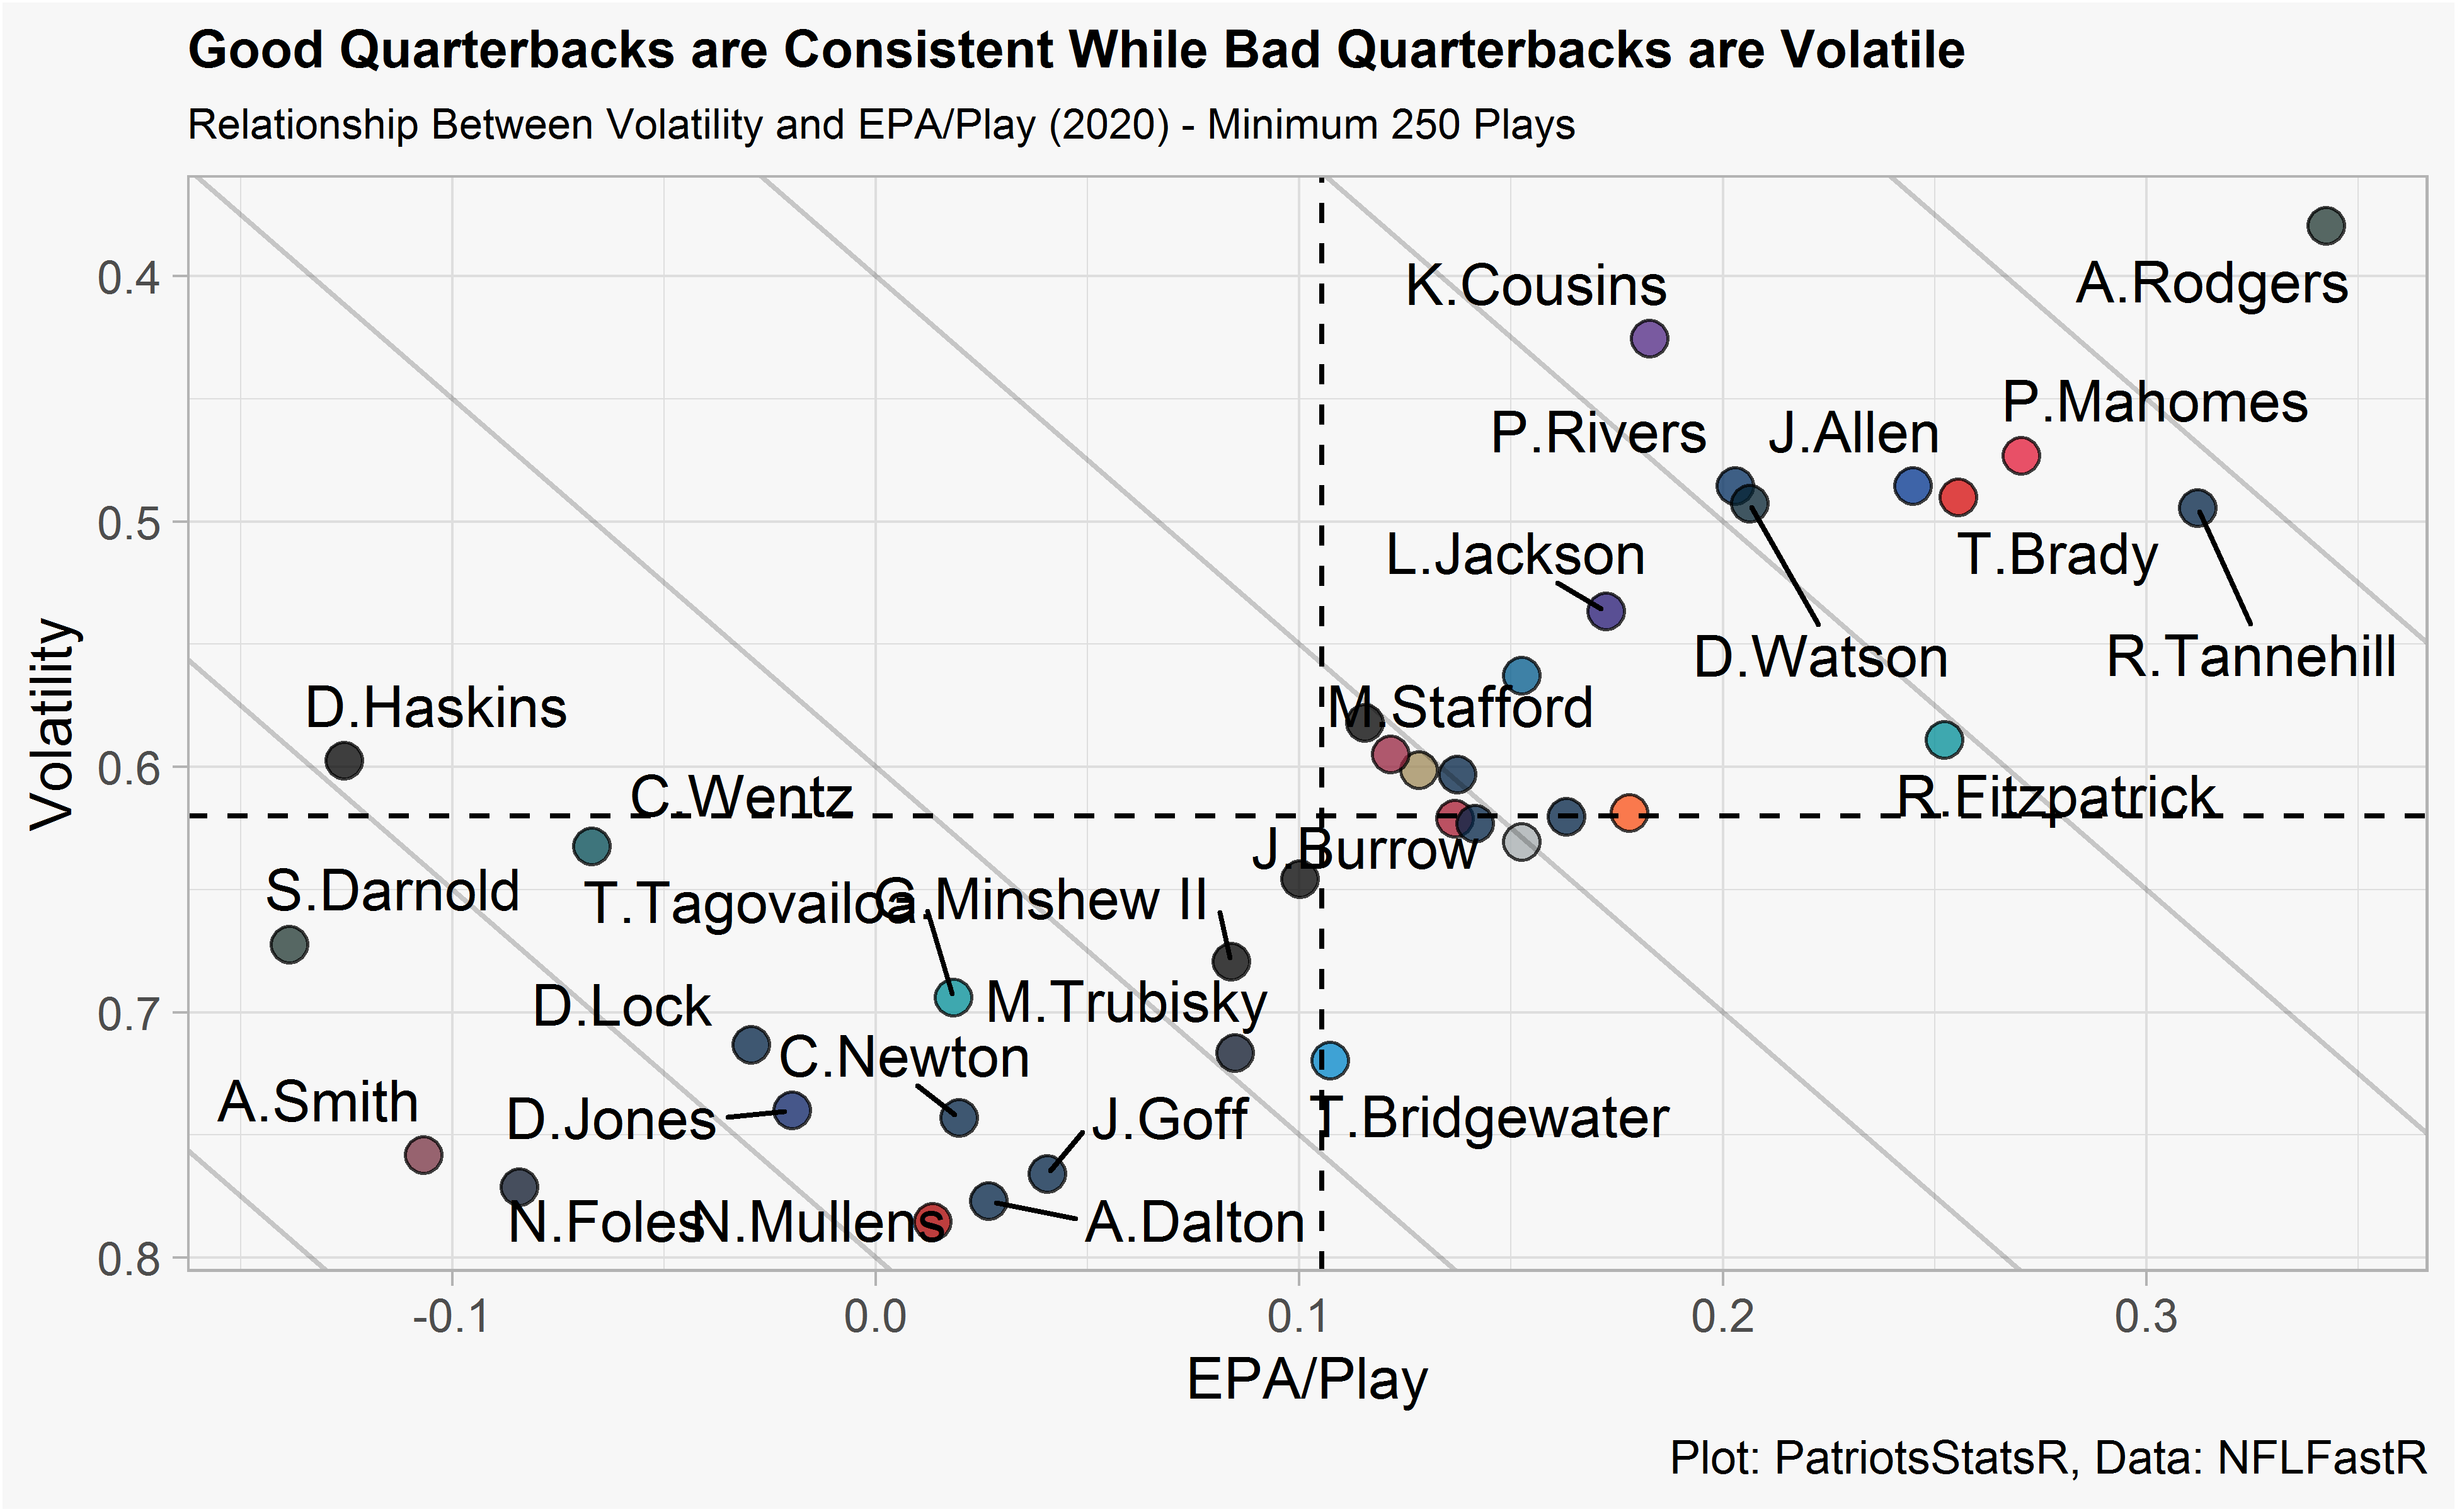 Good Quarterbacks are Consistent While Bad Quarterbacks are Volatile
Relationship Between Volatility and EPA/Play (2020) - Minimum 250 Plays
0.4
0.5
0.6
0.7
0.8
Volatility
K.Cousins
A.Rodgers
P.Mahomes
P.Rivers
J.Allen
L.Jackson
T.Brady
D.Watson
R.Tannehill
D.Haskins
M.Stafford
C.Wentz
R.Fitzpatrick
J.Burrow
S.Darnold
T.Tagovailoa
G.Minshew II
D.Lock
M.Trubisky
C.Newton
A.Smith
D.Jones
J.Goff
T.Bridgewater
N.Foles
N.Mullens
A.Dalton
-0.1
0.0
0.1
0.2
0.3
EPA/Play
Plot: PatriotsStatsR, Data: NFLFastR